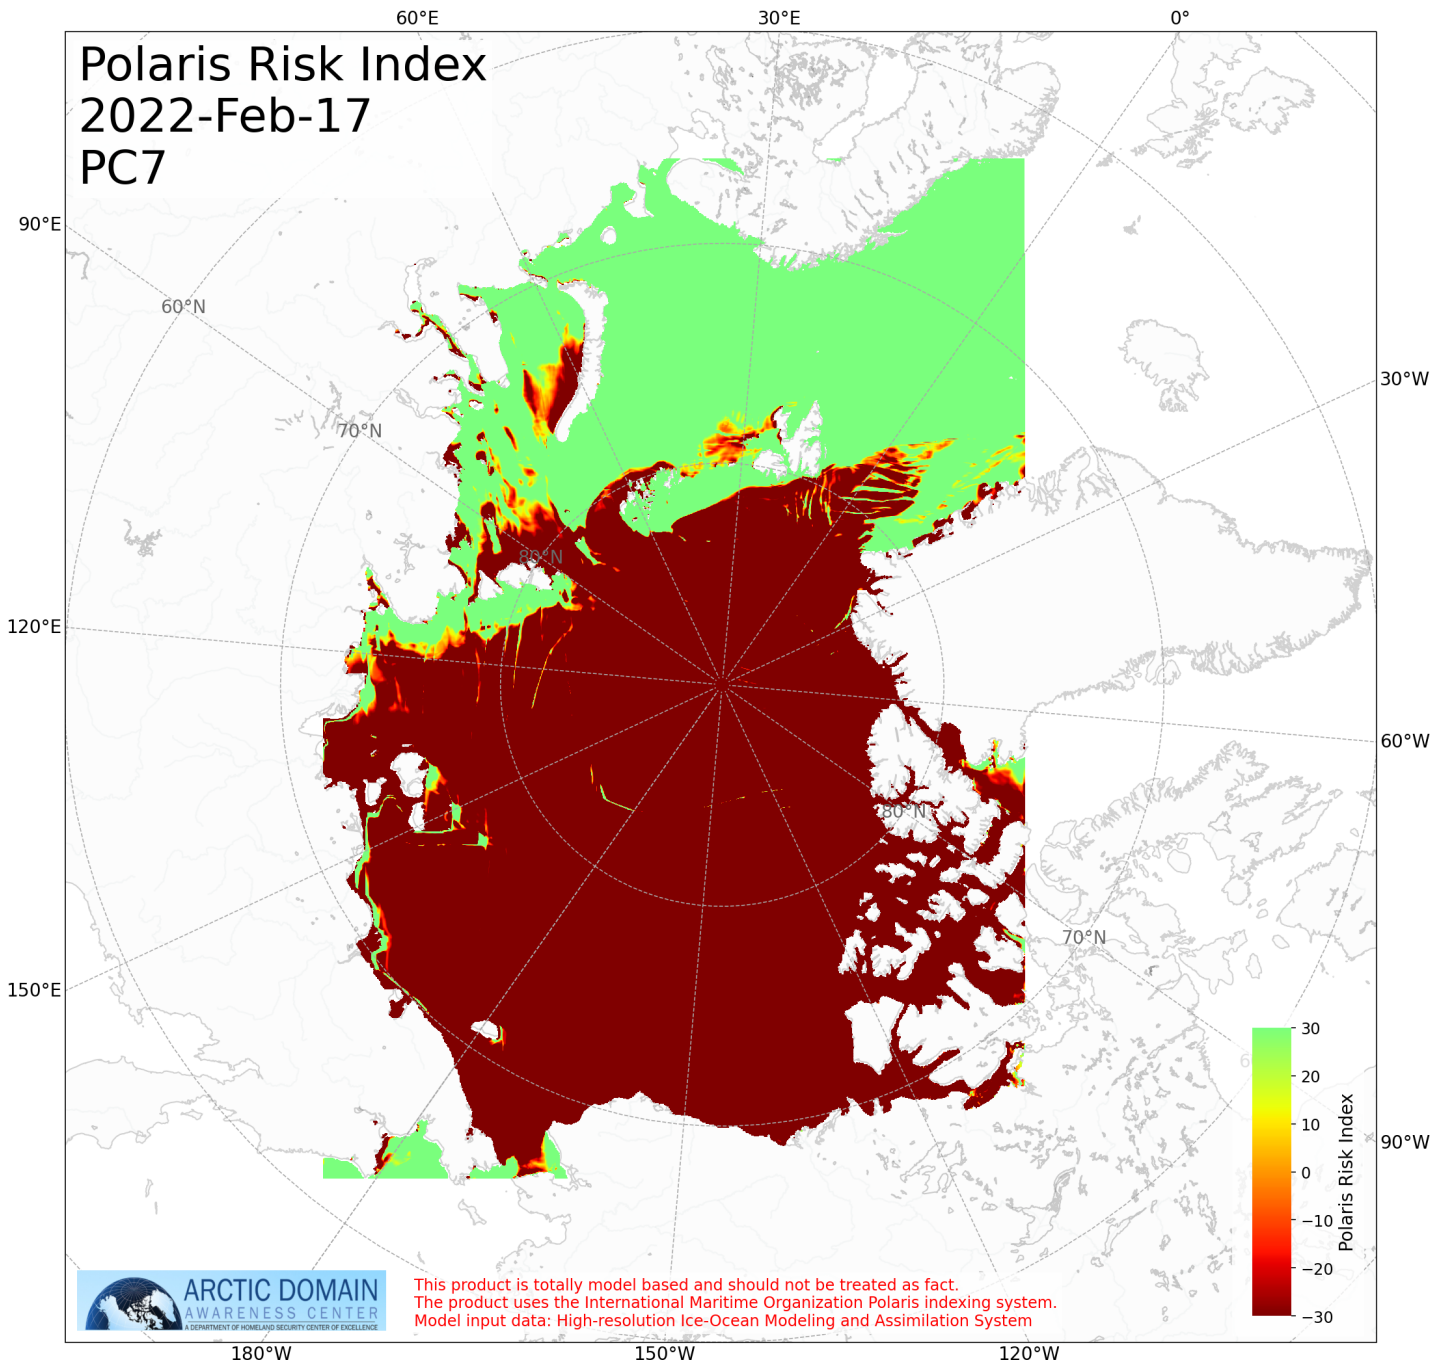 60°E 30°E 0°
Polaris Risk Index
2022-Feb-17
PC7
90°E
60°N
30°W
70°N
80°N
120°E
60°W
80°N
70°N
150°E
30
20
10
0
−10
−20
−30
Polaris Risk Index
90°W
ARCTIC DOMAIN
AWARENESS CENTER
A DEPARTMENT OF HOMELAND SECURITY CENTER OF EXCELLENCE
This product is totally model based and should not be treated as fact.
The product uses the International Maritime Organization Polaris indexing system.
Model input data: High-resolution Ice-Ocean Modeling and Assimilation System
180°W 150°W 120°W